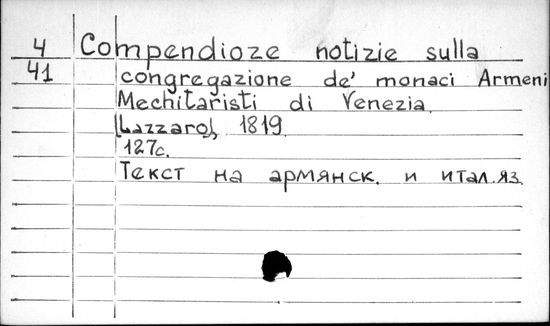 4 Compendioze notizie sulla
41 congregazione de' monaci Armeni
Mechitaristi di Venezia.
[Lazzaro], 1819.
127с.
Текст на армянск. и итал.яз.